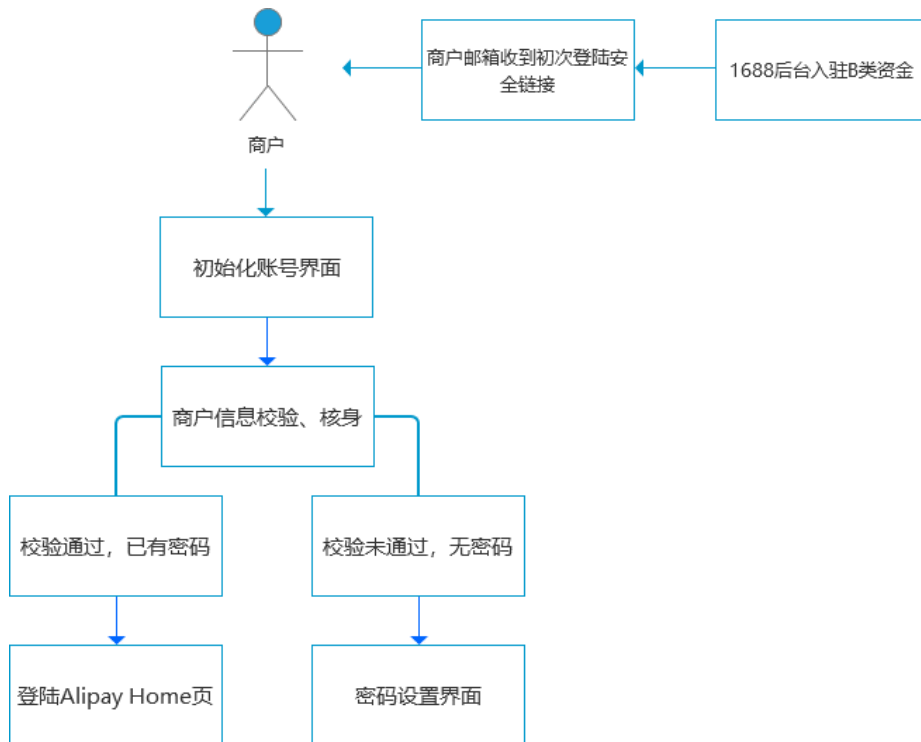 商户邮箱收到初次登陆安
全链接
1688后台入驻B类资金
商户
初始化账号界面
商户信息校验、核身
校验通过，已有密码
校验未通过，无密码
登陆Alipay Home页
密码设置界面